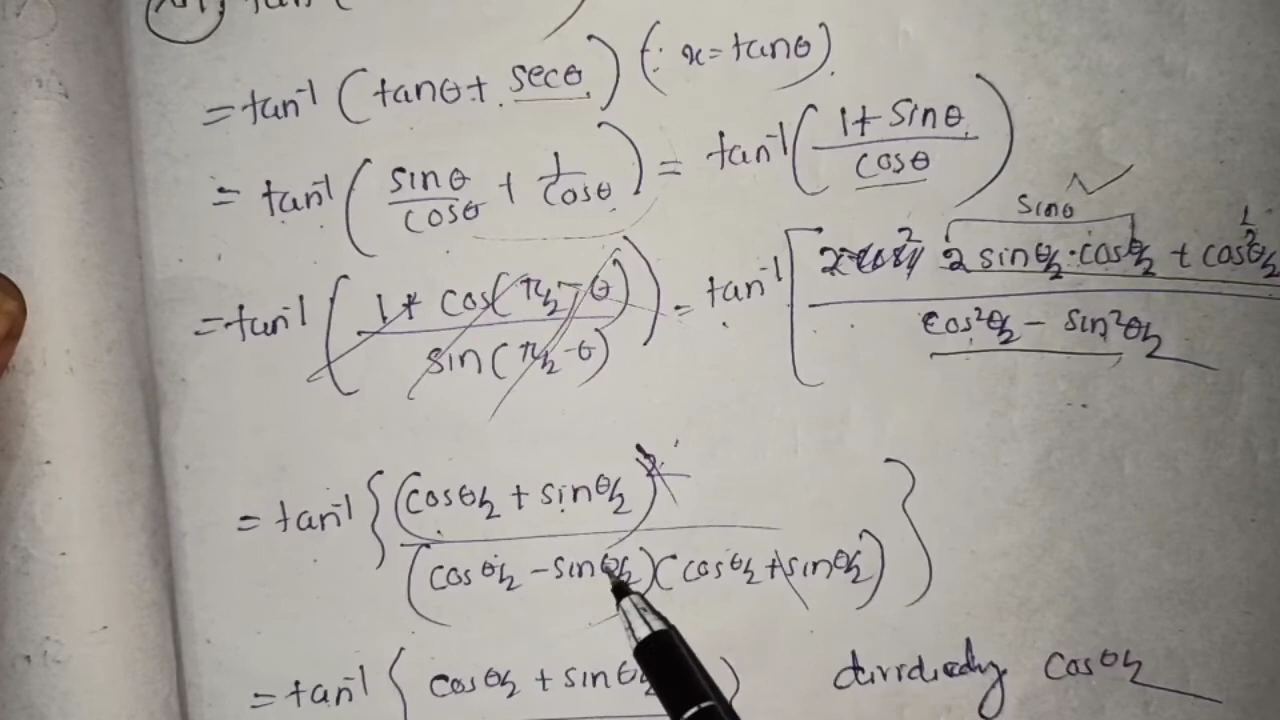 tan
= tan⁻¹ ( tanθ + secθ ) (∵ x = tanθ).
= tan⁻¹ ( sinθ/cosθ + 1/cosθ ) = tan⁻¹ ( 1 + sinθ / cosθ )
sinθ 1
= tan⁻¹ ( 1 + cos(π/2 - θ) / sin(π/2 - θ) ) = tan⁻¹ [ 2 sinθ/2 · cosθ/2 + cos²θ/2 / cos²θ/2 - sin²θ/2
= tan⁻¹ { (cosθ/2 + sinθ/2)² / (cosθ/2 - sinθ/2)(cosθ/2 + sinθ/2) }
= tan⁻¹ { cosθ/2 + sinθ/2 } cosθ/2